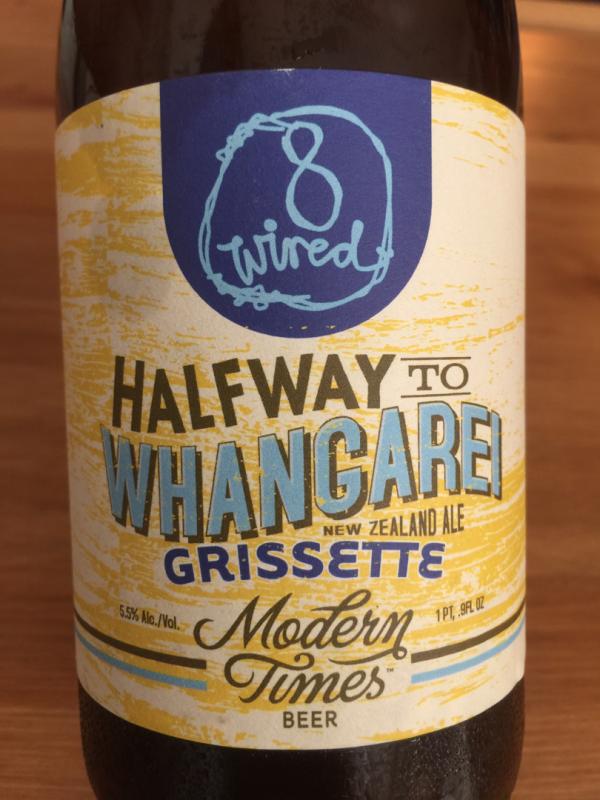 8
wired
HALFWAY TO
WHANGAREI
NEW ZEALAND ALE
GRISSETTE
5.5% Alc./Vol.
1 PT, .9FL OZ
Modern
Times™
BEER